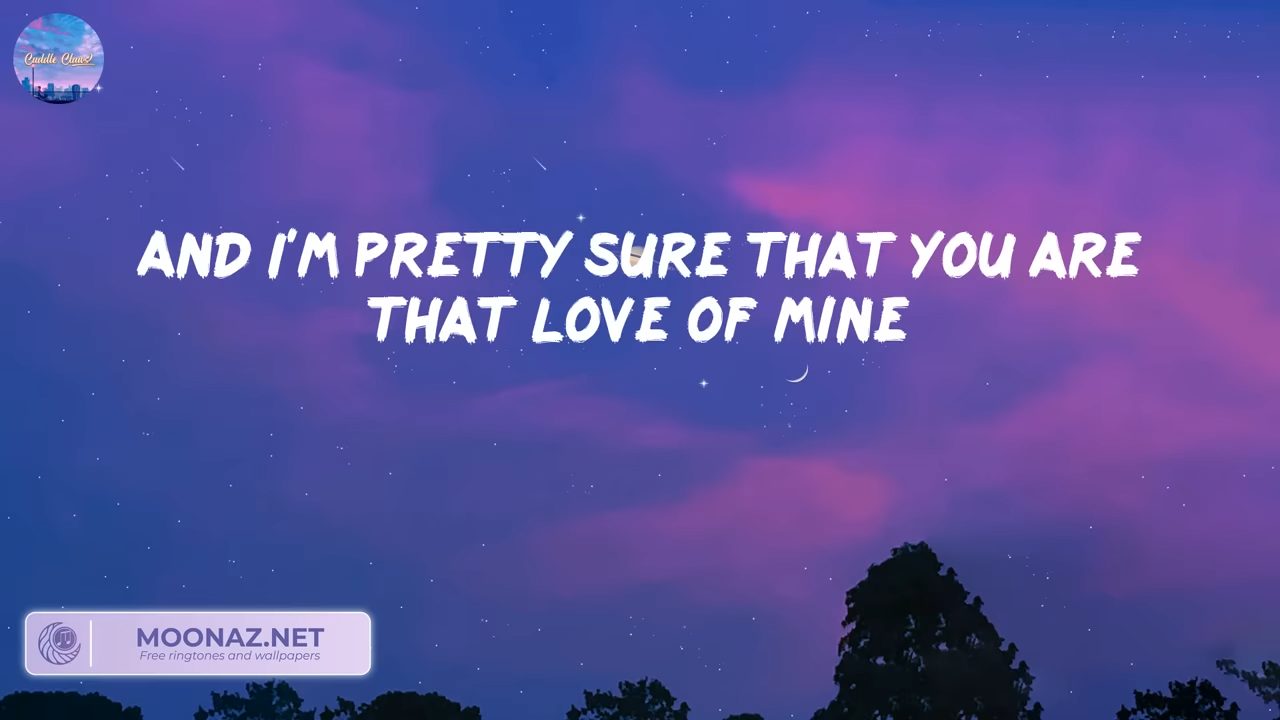 Cuddle Chaos!
AND I'M PRETTY SURE THAT YOU ARE
THAT LOVE OF MINE
MOONAZ.NET
Free ringtones and wallpapers